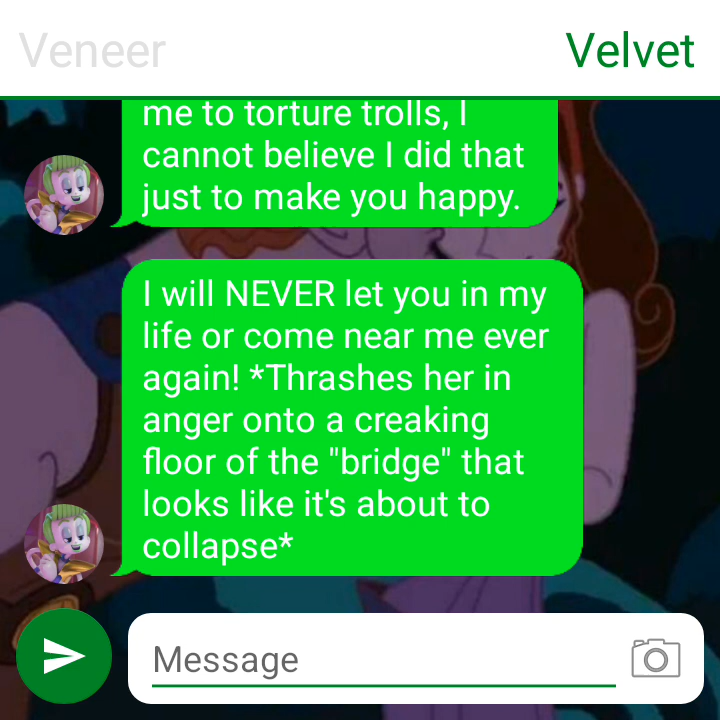 Veneer Velvet
me to torture trolls, I
cannot believe I did that
just to make you happy.
I will NEVER let you in my
life or come near me ever
again! *Thrashes her in
anger onto a creaking
floor of the "bridge" that
looks like it's about to
collapse*
Message